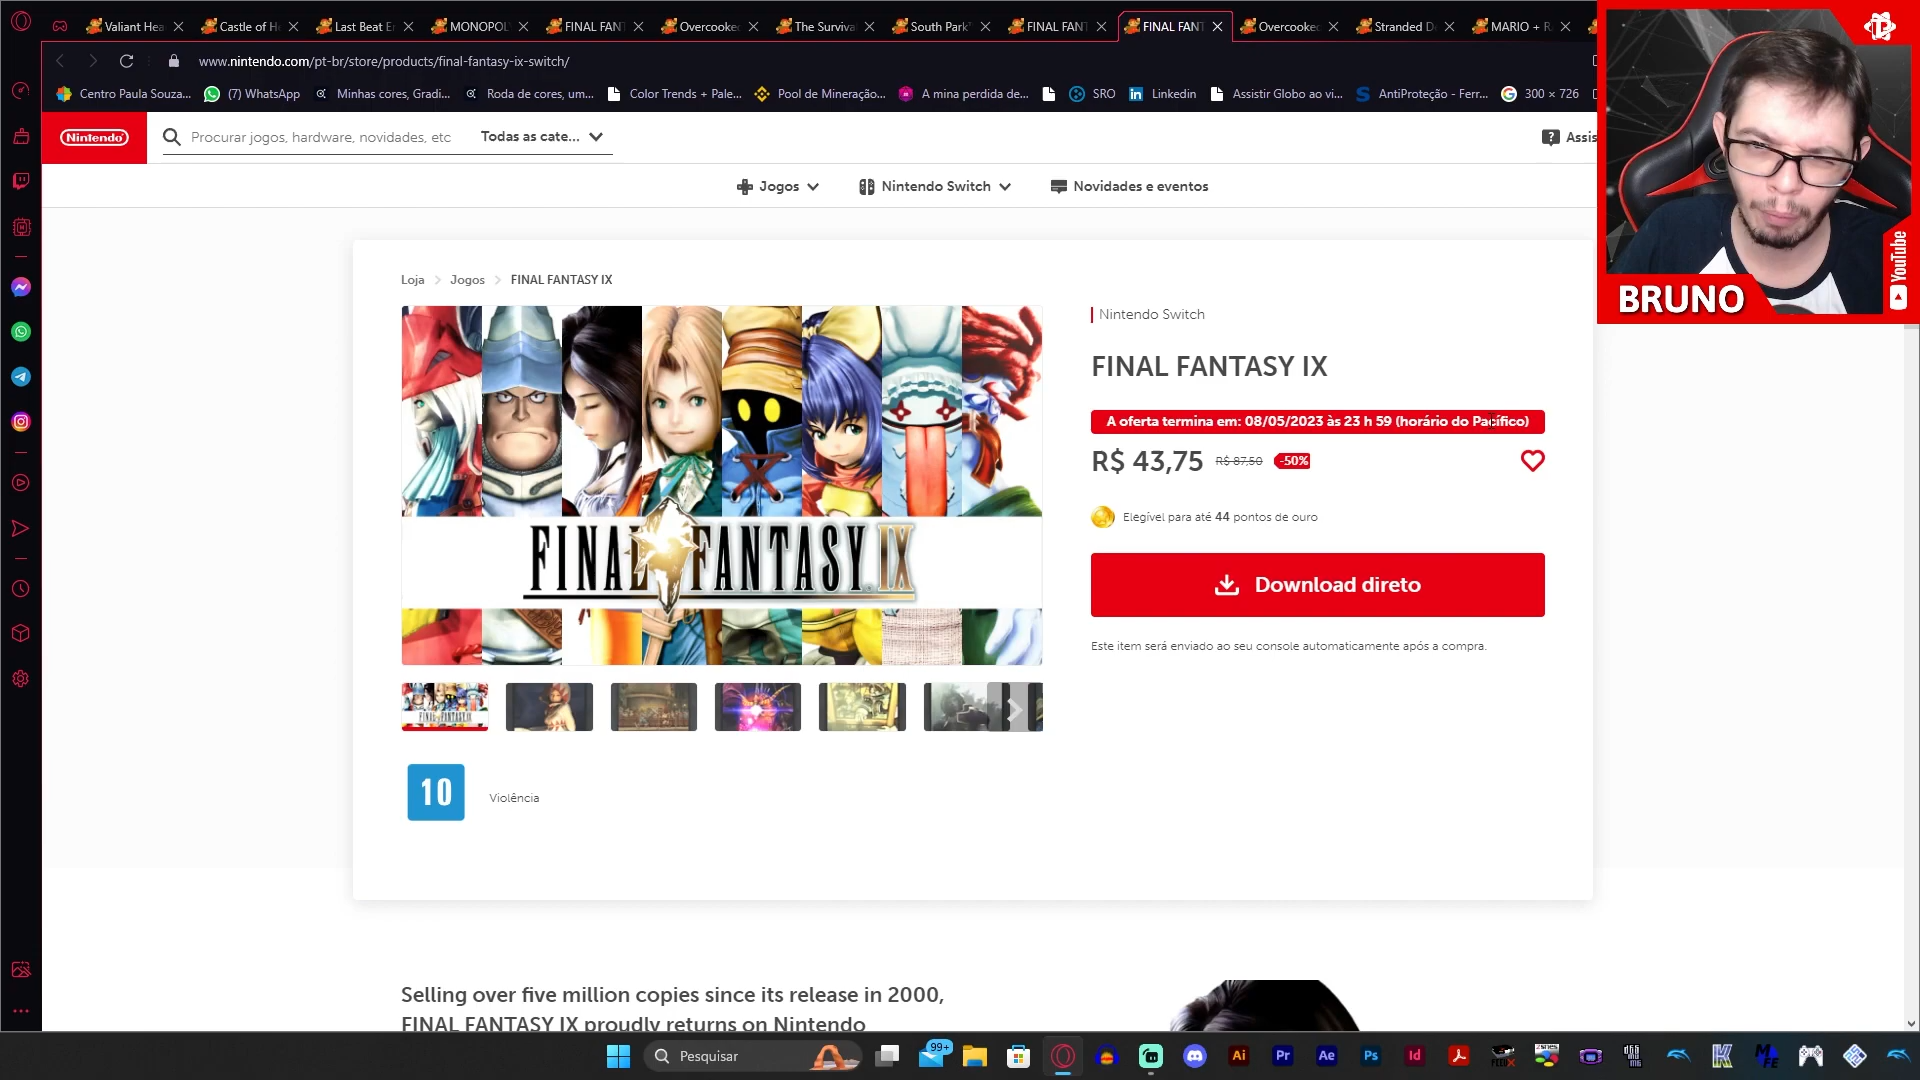 Valiant Hea
Castle of H
Last Beat E
MONOPOL
FINAL FANT
Overcooked
The Surviva
South Park™
FINAL FANT
FINAL FANT
Overcooked
Stranded D
MARIO + R
www.nintendo.com/pt-br/store/products/final-fantasy-ix-switch/
Centro Paula Souza...
(7) WhatsApp
Minhas cores, Gradi...
Roda de cores, um...
Color Trends + Pale...
Pool de Mineração...
A mina perdida de...
SRO
Linkedin
Assistir Globo ao vi...
AntiProteção - Ferr...
300 × 726
Nintendo
Procurar jogos, hardware, novidades, etc
Todas as cate...
Assis
Jogos
Nintendo Switch
Novidades e eventos
YouTube
BRUNO
Loja > Jogos > FINAL FANTASY IX
FINAL FANTASY IX
Nintendo Switch
FINAL FANTASY IX
A oferta termina em: 08/05/2023 às 23 h 59 (horário do Pacífico)
R$ 43,75 R$ 87,50 -50%
Elegível para até 44 pontos de ouro
Download direto
Este item será enviado ao seu console automaticamente após a compra.
FINAL FANTASY IX
10
Violência
Selling over five million copies since its release in 2000,
FINAL FANTASY IX proudly returns on Nintendo
Pesquisar
99+
Ai
Pr
Ae
Ps
Id